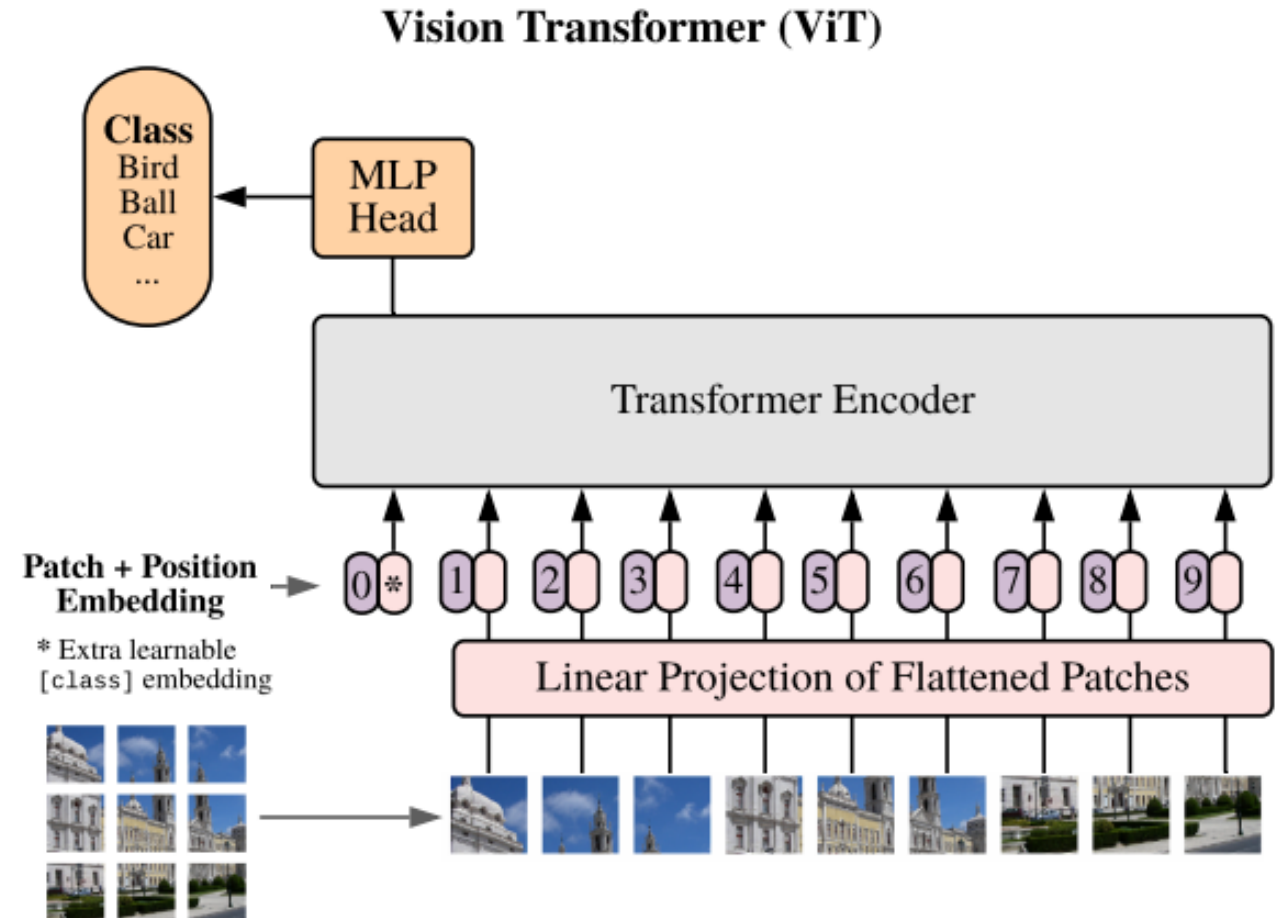 Vision Transformer (ViT)
Class
Bird
Ball
Car
...
MLP
Head
Transformer Encoder
Patch + Position
Embedding
0 * 1 2 3 4 5 6 7 8 9
* Extra learnable
[class] embedding
Linear Projection of Flattened Patches